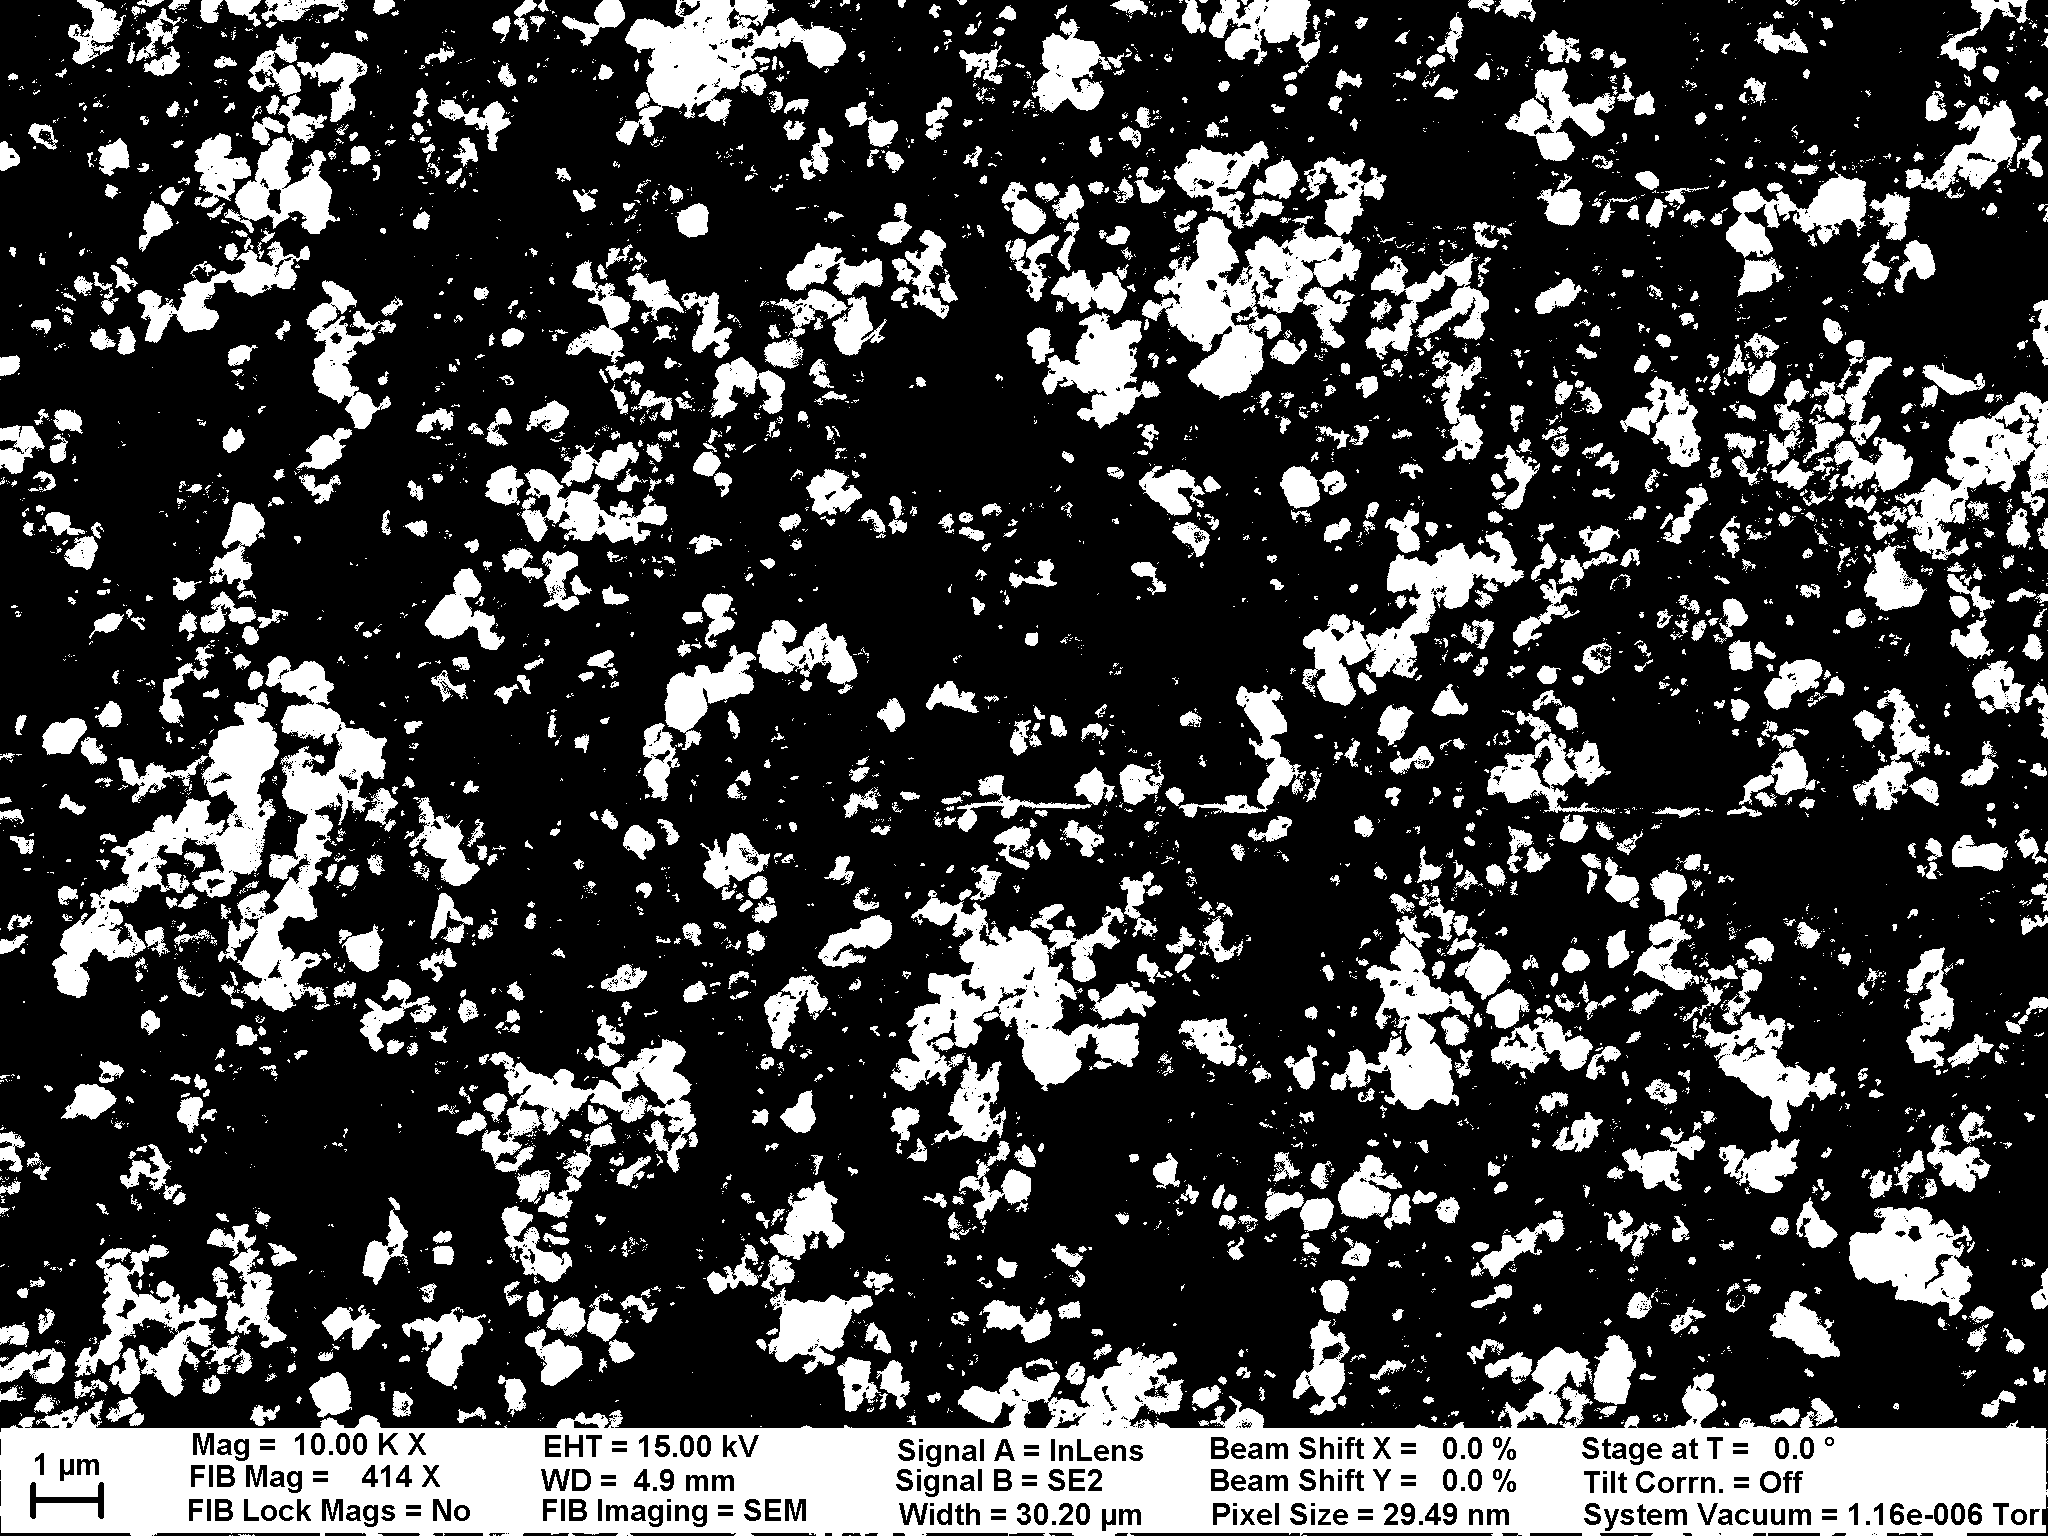 1 µm
Mag = 10.00 K X
FIB Mag = 414 X
FIB Lock Mags = No
EHT = 15.00 kV
WD = 4.9 mm
FIB Imaging = SEM
Signal A = InLens
Signal B = SE2
Width = 30.20 µm
Beam Shift X = 0.0 %
Beam Shift Y = 0.0 %
Pixel Size = 29.49 nm
Stage at T = 0.0 °
Tilt Corrn. = Off
System Vacuum = 1.16e-006 Torr